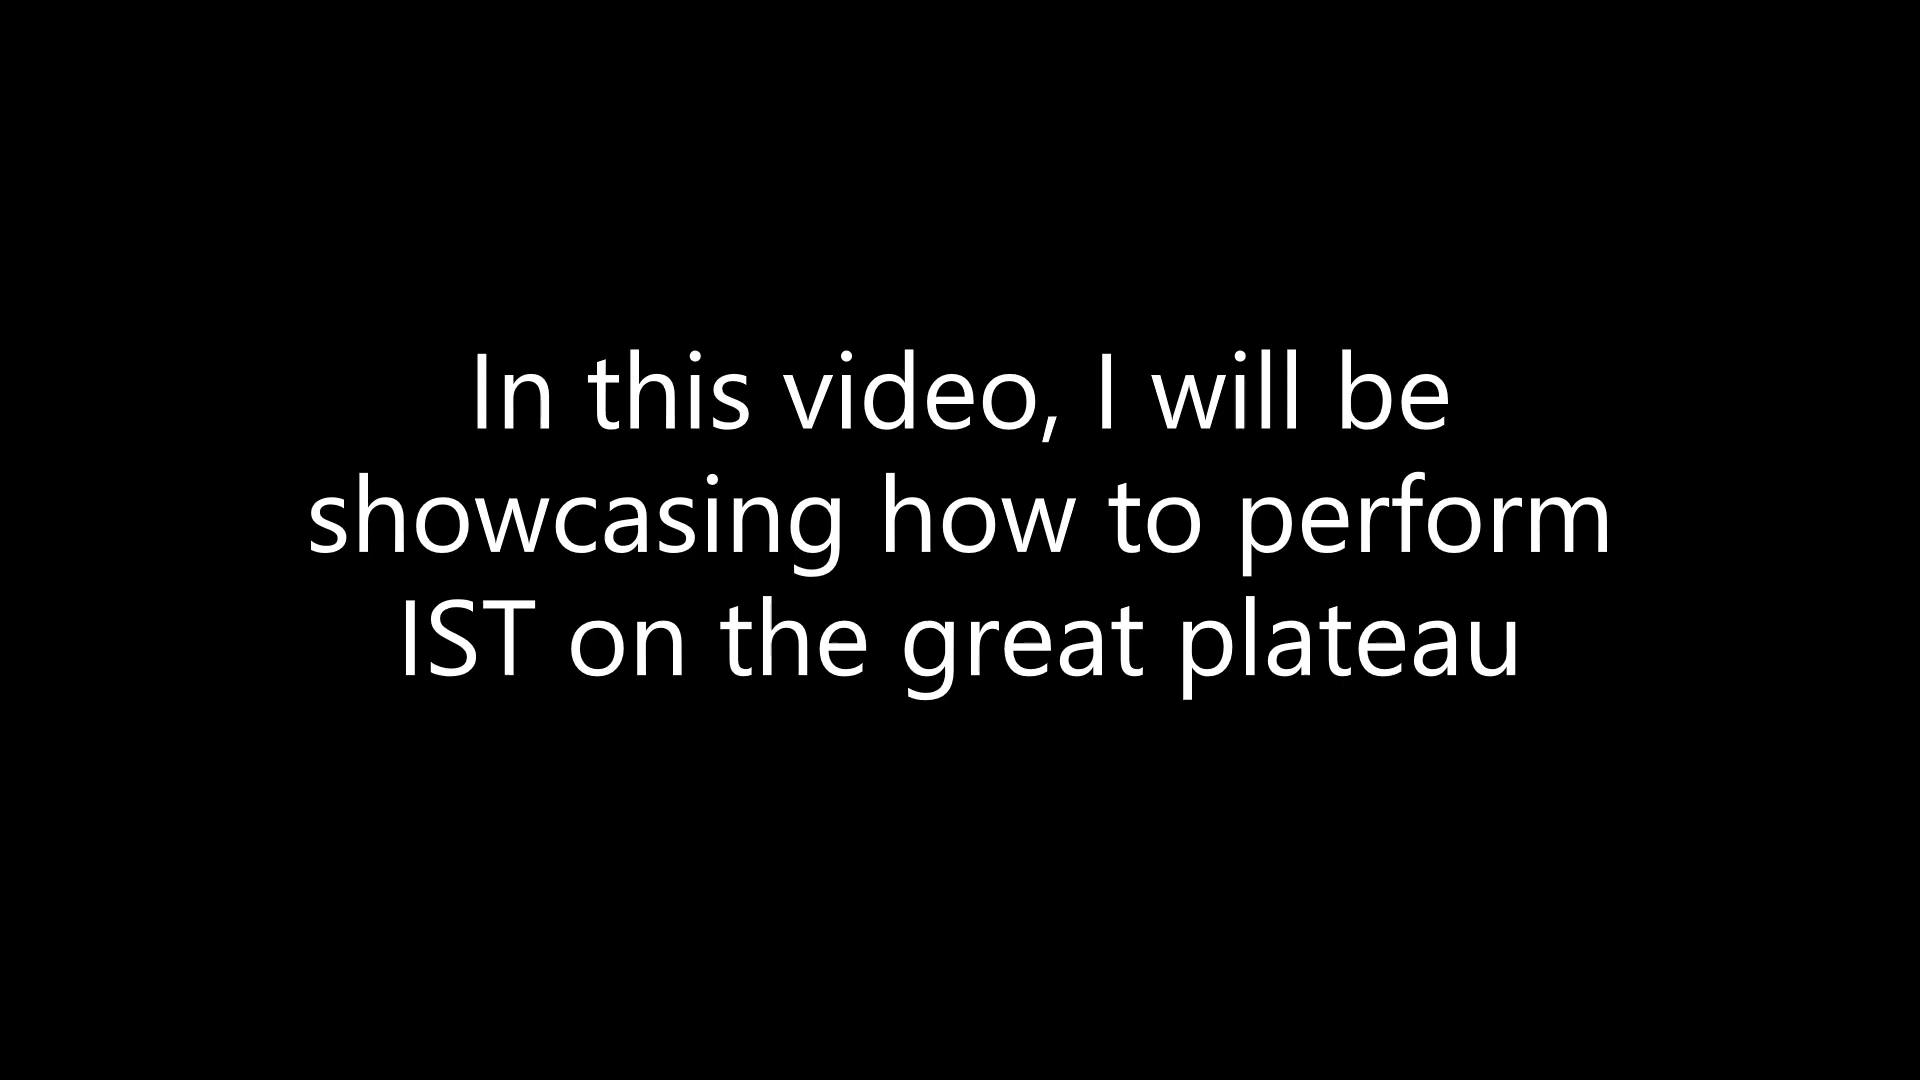 In this video, I will be
showcasing how to perform
IST on the great plateau